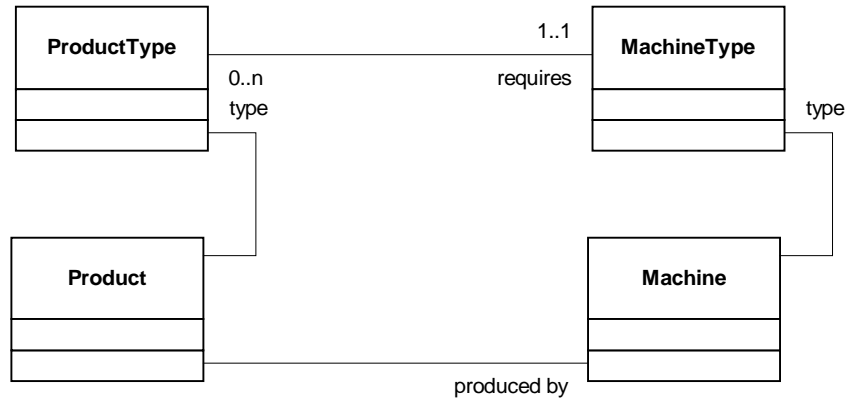 ProductType
1..1
MachineType
0..n
requires
type
type
Product
Machine
produced by